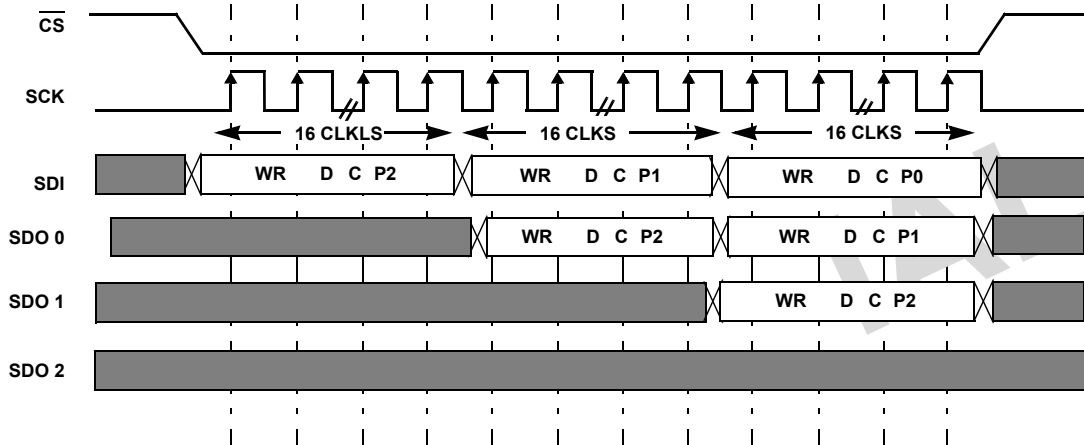 CS
SCK
16 CLKLS 16 CLKS 16 CLKS
SDI WR D C P2 WR D C P1 WR D C P0
SDO 0 WR D C P2 WR D C P1
SDO 1 WR D C P2
SDO 2